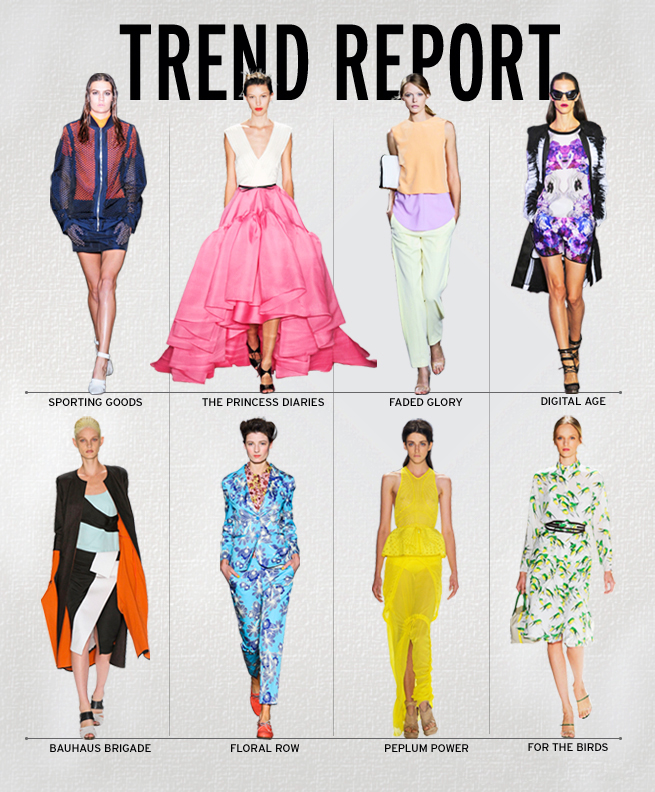 TREND REPORT
SPORTING GOODS
THE PRINCESS DIARIES
FADED GLORY
DIGITAL AGE
BAUHAUS BRIGADE
FLORAL ROW
PEPLUM POWER
FOR THE BIRDS